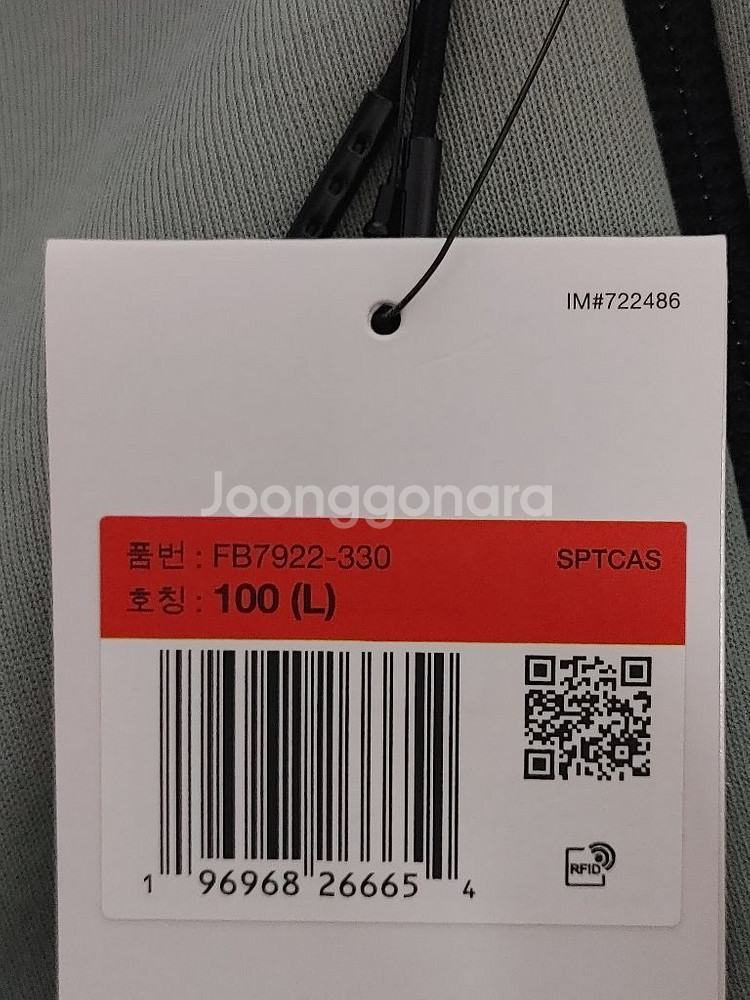 IM#722486
Joonggonara
품번 : FB7922-330
SPTCAS
호칭 : 100 (L)
1 96968 26665 4
RFID